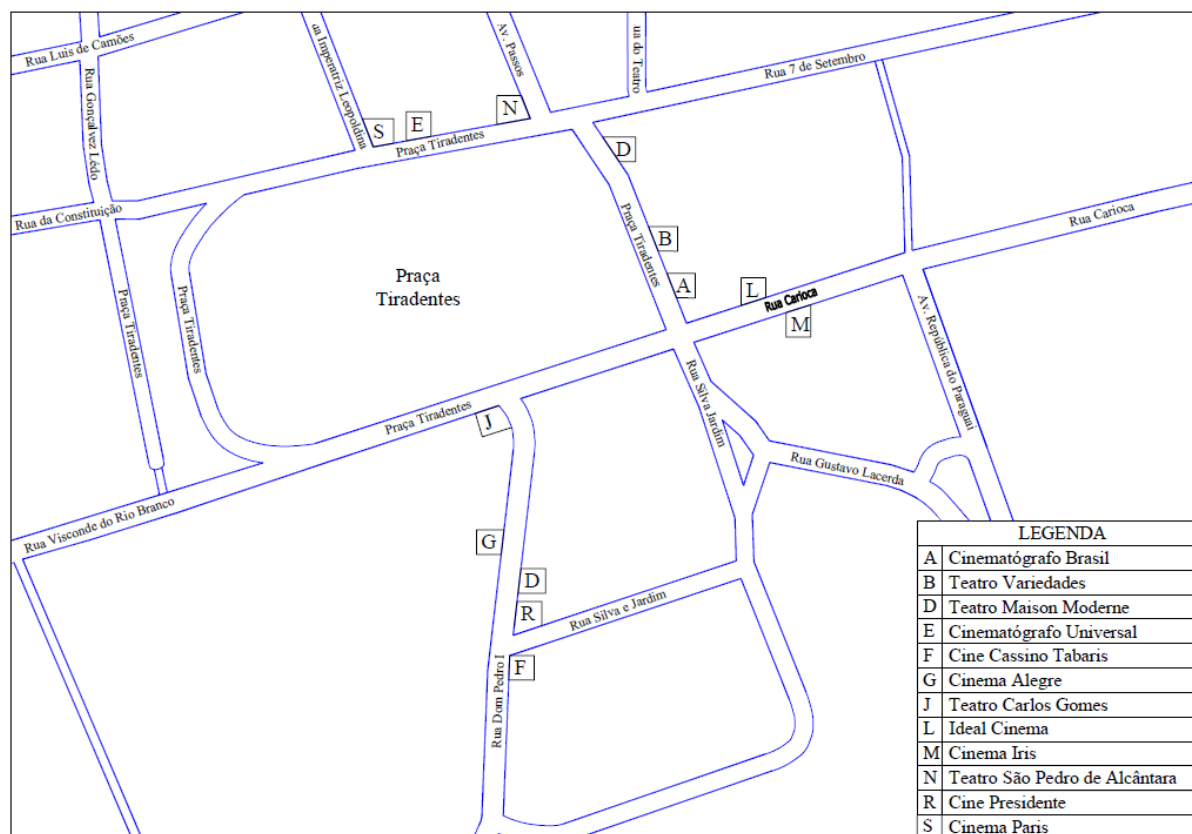 Rua Luis de Camões
Rua Gonçalvez Lédo
da Imperatriz Leopoldina
Av. Passos
ua do Teatro
Rua 7 de Setembro
S
E
N
Praça Tiradentes
D
Rua da Constituição
Praça Tiradentes
Praça Tiradentes
Praça
Tiradentes
Praça Tiradentes
B
A
L
Rua Carioca
M
Rua Carioca
Av. República do Paraguai
Praça Tiradentes
J
Rua Silva Jardim
Rua Gustavo Lacerda
Rua Visconde do Rio Branco
G
D
R
Rua Silva e Jardim
F
Rua Dom Pedro I
LEGENDA
A Cinematógrafo Brasil
B Teatro Variedades
D Teatro Maison Moderne
E Cinematógrafo Universal
F Cine Cassino Tabaris
G Cinema Alegre
J Teatro Carlos Gomes
L Ideal Cinema
M Cinema Iris
N Teatro São Pedro de Alcântara
R Cine Presidente
S Cinema Paris